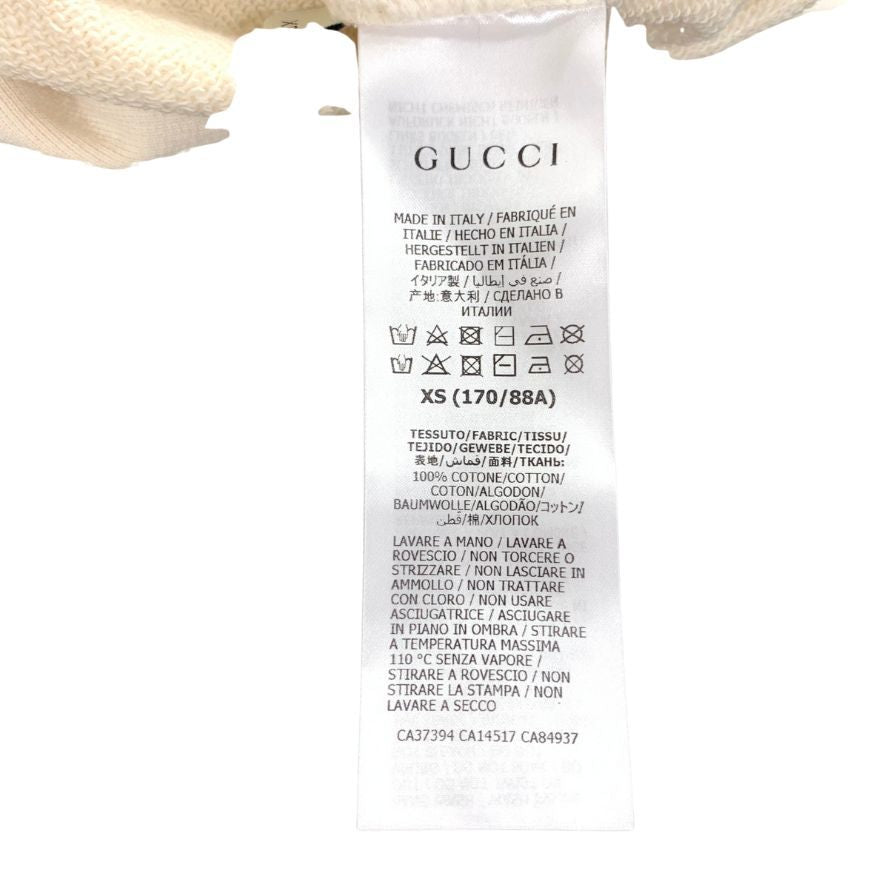 GUCCI
MADE IN ITALY / FABRIQUÉ EN
ITALIE / HECHO EN ITALIA /
HERGESTELLT IN ITALIEN /
FABRICADO EM ITÁLIA /
イタリア製 / صنع في إيطاليا /
产地:意大利 / СДЕЛАНО В
ИТАЛИИ
XS (170/88A)
TESSUTO/FABRIC/TISSU/
TEJIDO/GEWEBE/TECIDO/
表地/قماش/面料/ТКАНЬ:
100% COTONE/COTTON/
COTON/ALGODON/
BAUMWOLLE/ALGODÃO/コットン/
قطن/棉/ХЛОПОК
LAVARE A MANO / LAVARE A
ROVESCIO / NON TORCERE O
STRIZZARE / NON LASCIARE IN
AMMOLLO / NON TRATTARE
CON CLORO / NON USARE
ASCIUGATRICE / ASCIUGARE
IN PIANO IN OMBRA / STIRARE
A TEMPERATURA MASSIMA
110 °C SENZA VAPORE /
STIRARE A ROVESCIO / NON
STIRARE LA STAMPA / NON
LAVARE A SECCO
CA37394 CA14517 CA84937